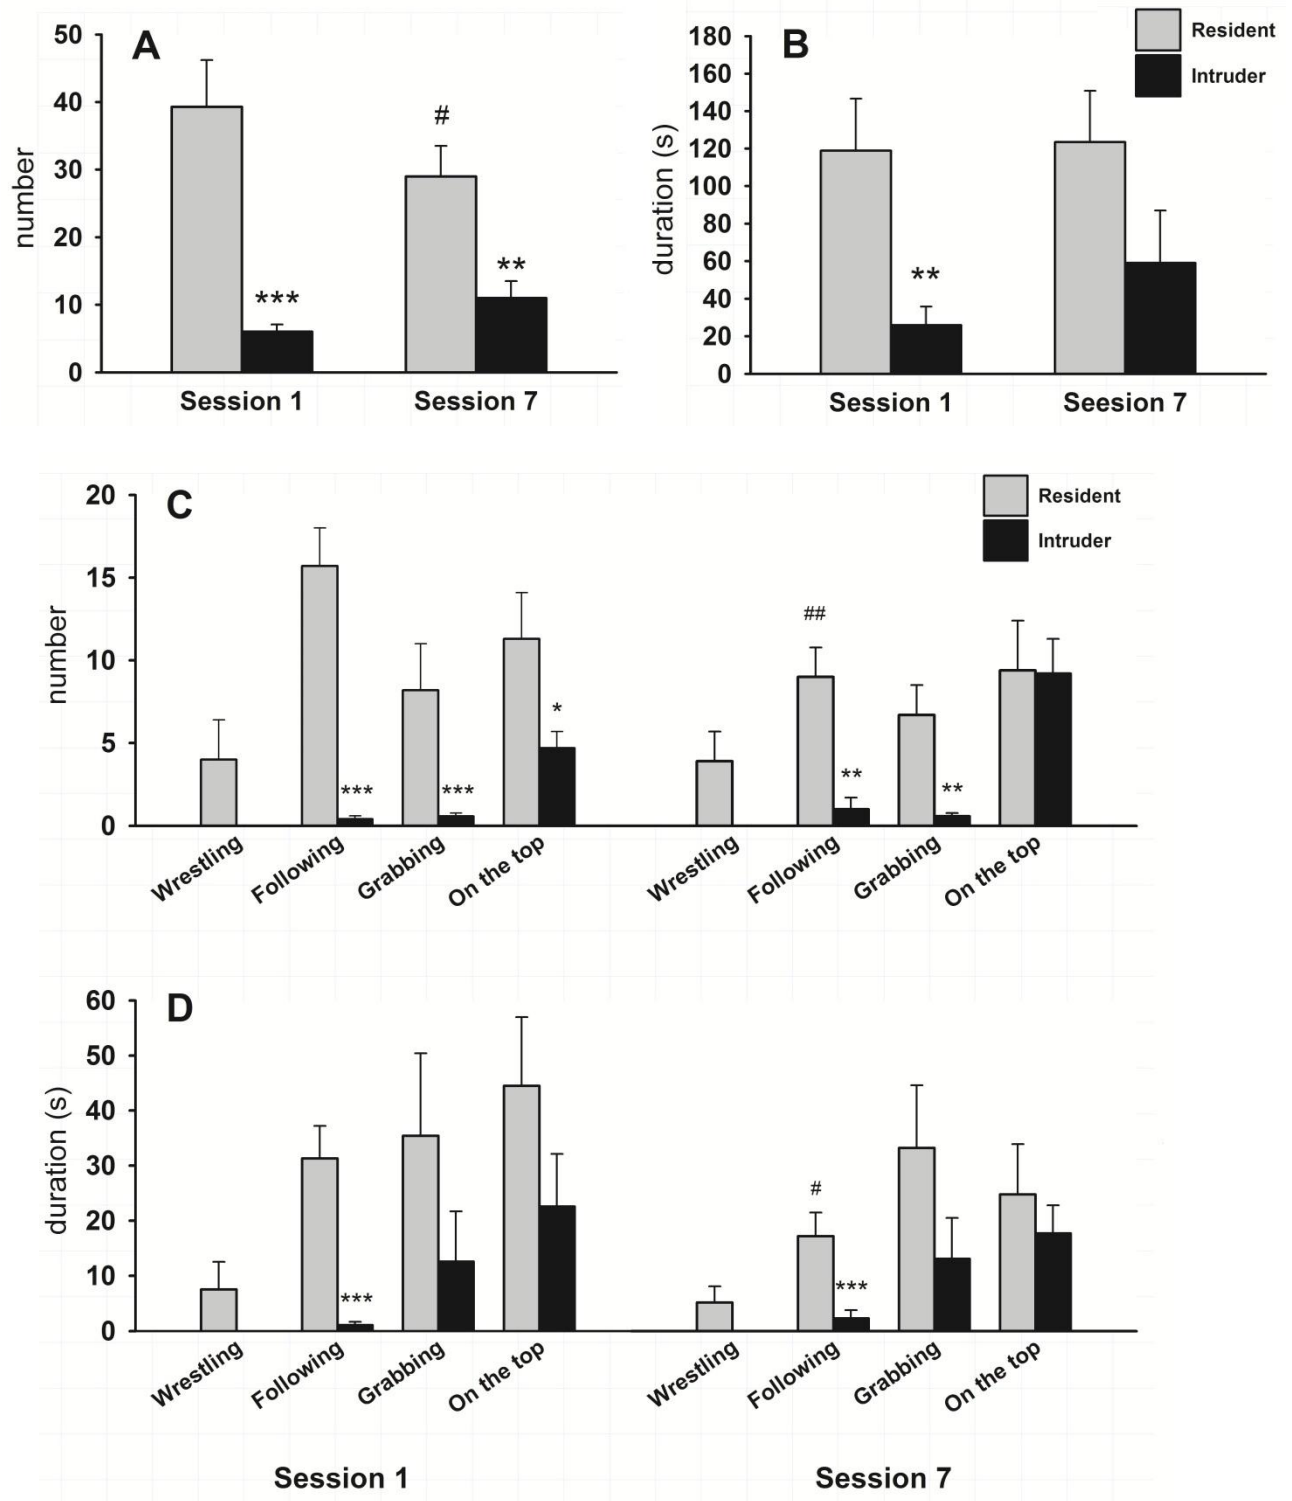 A
50
40
30
20
10
0
number
***
#
**
Session 1
Session 7
B
180
160
140
120
100
80
60
40
20
0
duration (s)
**
Session 1
Seesion 7
Resident
Intruder
C
20
15
10
5
0
number
***
***
*
##
**
**
Resident
Intruder
Wrestling
Following
Grabbing
On the top
Wrestling
Following
Grabbing
On the top
D
60
50
40
30
20
10
0
duration (s)
***
#
***
Wrestling
Following
Grabbing
On the top
Wrestling
Following
Grabbing
On the top
Session 1
Session 7